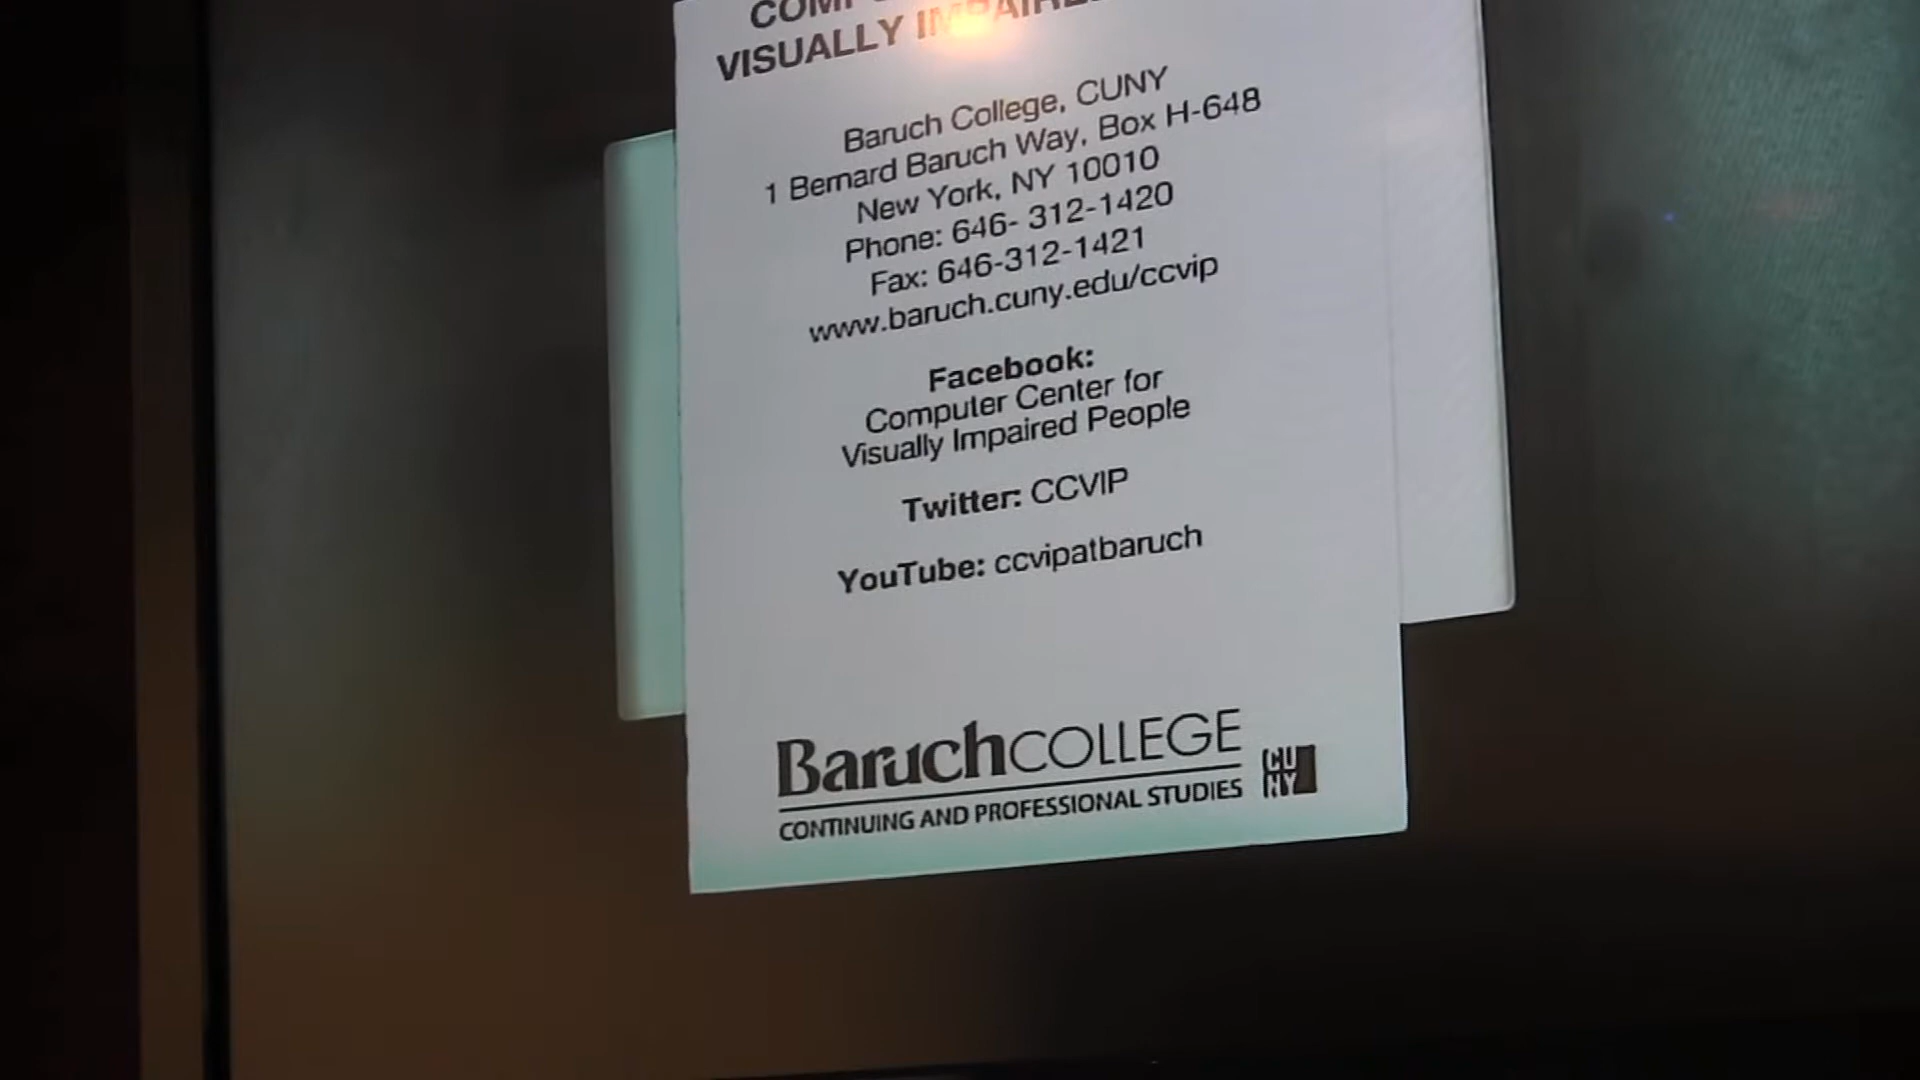 VISUALLY
Baruch College, CUNY
1 Bernard Baruch Way, Box H-648
New York, NY 10010
Phone: 646- 312-1420
Fax: 646-312-1421
www.baruch.cuny.edu/ccvip
Facebook:
Computer Center for
Visually Impaired People
Twitter: CCVIP
YouTube: ccvipatbaruch
BaruchCOLLEGE
CONTINUING AND PROFESSIONAL STUDIES
CU
NY